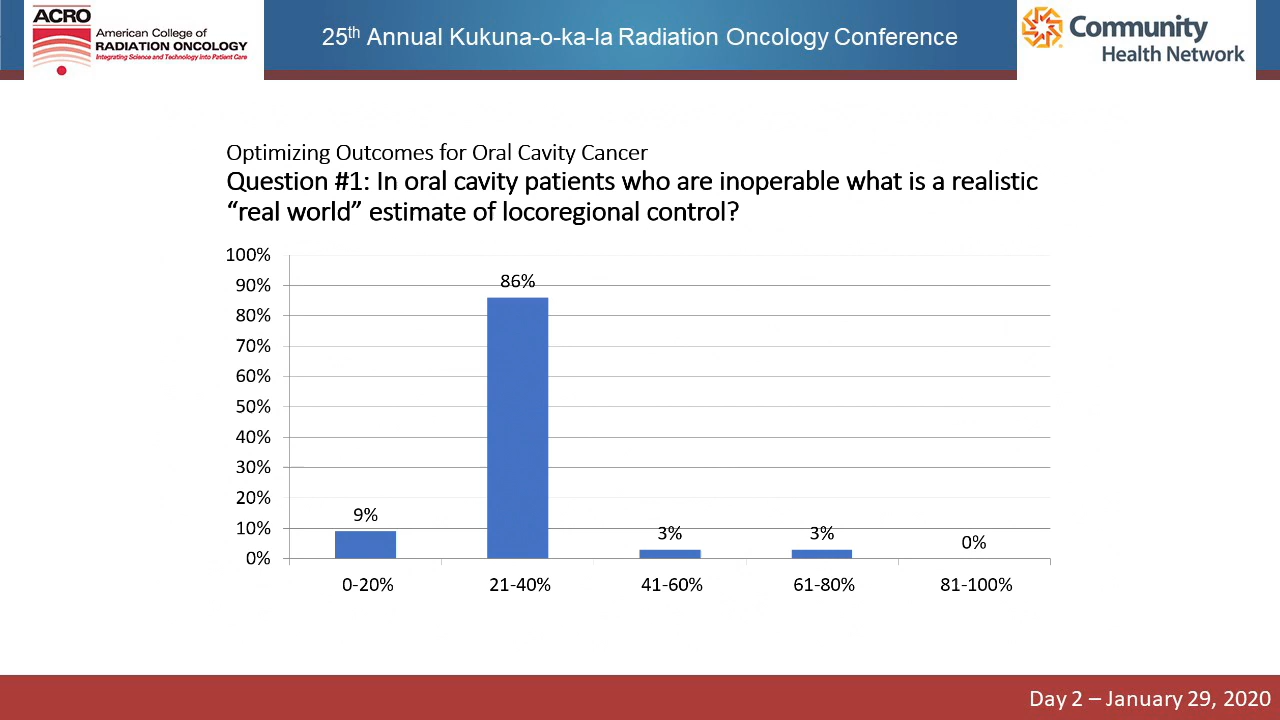 ACRO
American College of
RADIATION ONCOLOGY
Integrating Science and Technology Into Patient Care
25th Annual Kukuna-o-ka-la Radiation Oncology Conference
Community
Health Network
Optimizing Outcomes for Oral Cavity Cancer
Question #1: In oral cavity patients who are inoperable what is a realistic
“real world” estimate of locoregional control?
100%
90%
80%
70%
60%
50%
40%
30%
20%
10%
0%
9%
86%
3%
3%
0%
0-20%
21-40%
41-60%
61-80%
81-100%
Day 2 – January 29, 2020